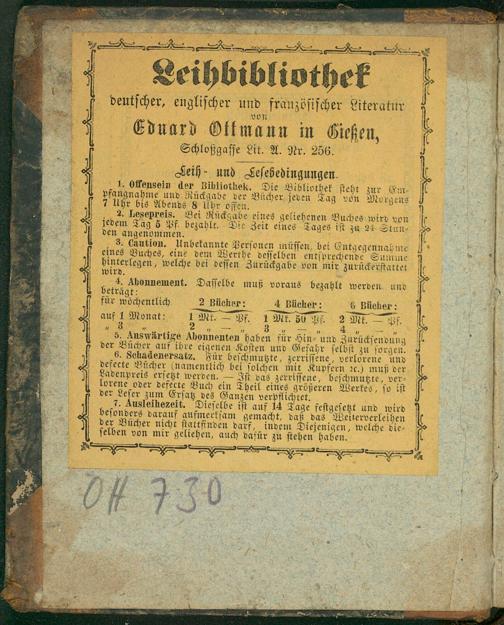 Leihbibliothek
deutscher, englischer und französischer Literatur
von
Eduard Ottmann in Gießen,
Schloßgasse Lit. A. Nr. 256.
Leih- und Lesebedingungen.
1. Offensein der Bibliothek. Die Bibliothek steht zur Em-
pfangnahme und Rückgabe der Bücher jeden Tag von Morgens
7 Uhr bis Abends 8 Uhr offen.
2. Lesepreis. Bei Rückgabe eines geliehenen Buches wird von
jedem Tag 5 Pf. bezahlt. Die Zeit eines Tages ist zu 24 Stun-
den angenommen.
3. Caution. Unbekannte Personen müssen, bei Entgegennahme
eines Buches, eine dem Werthe desselben entsprechende Summe
hinterlegen, welche bei dessen Zurückgabe von mir zurückerstattet
wird.
4. Abonnement. Dasselbe muß voraus bezahlt werden und
beträgt:
für wöchentlich 2 Bücher: 4 Bücher: 6 Bücher:
auf 1 Monat: 1 Mk. — Pf. 1 Mk. 50 Pf. 2 Mk. — Pf.
„ 3 „ 2 „ — „ 3 „ — „ 4 „ — „
5. Auswärtige Abonnenten haben für Hin- und Zurücksendung
der Bücher auf ihre eigenen Kosten und Gefahr selbst zu sorgen.
6. Schadenersatz. Für beschmutzte, zerrissene, verlorene und
defecte Bücher (namentlich bei solchen mit Kupfern ꝛc.) muß der
Ladenpreis ersetzt werden. — Ist das zerrissene, beschmutzte, ver-
lorene oder defecte Buch ein Theil eines größeren Werkes, so ist
der Leser zum Ersatz des Ganzen verpflichtet.
7. Ausleihezeit. Dieselbe ist auf 14 Tage festgesetzt und wird
besonders darauf aufmerksam gemacht, daß das Weiterverleihen
der Bücher nicht stattfinden darf, indem Diejenigen, welche die-
selben von mir geliehen, auch dafür zu stehen haben.
OH 730